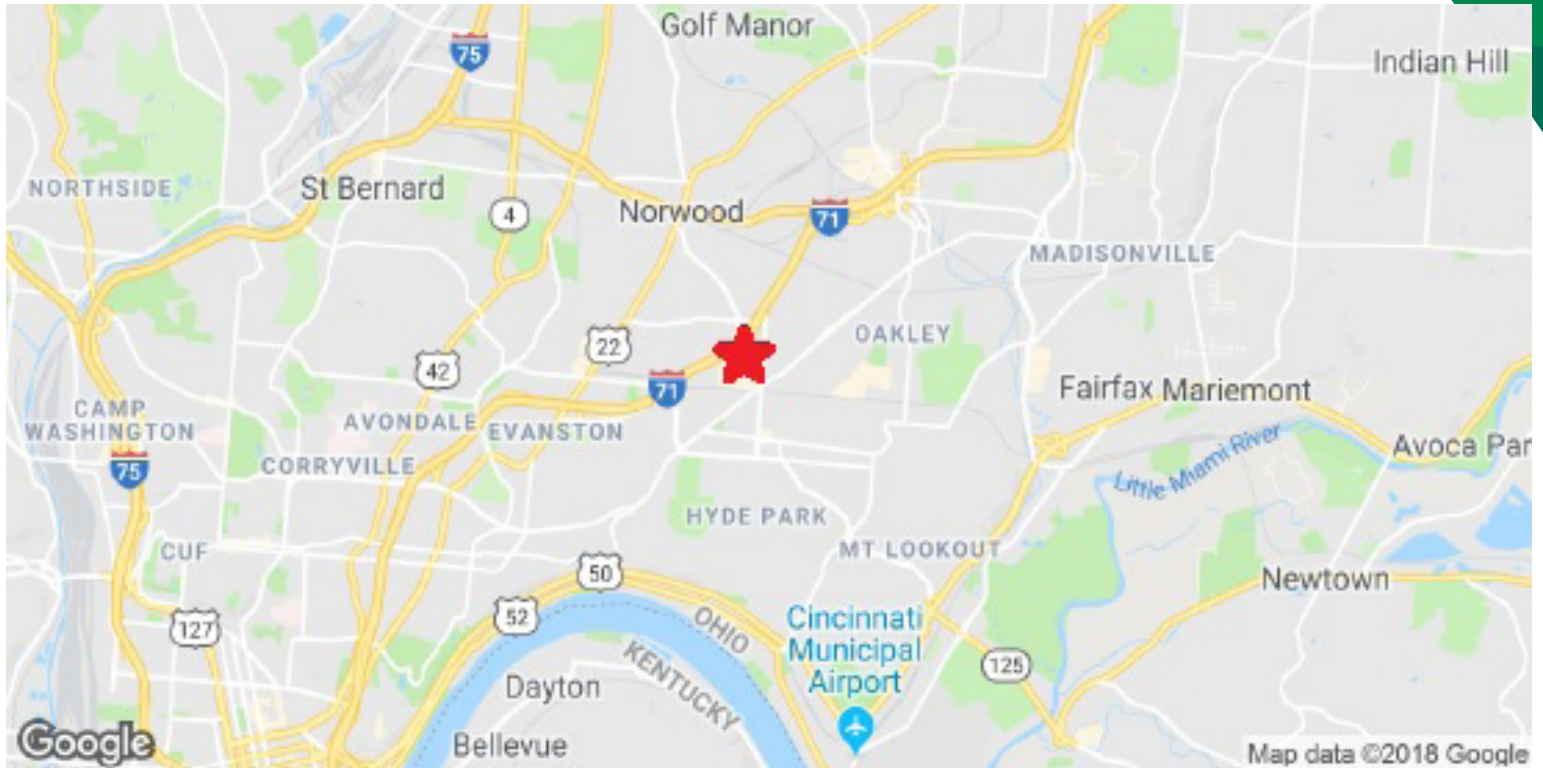 Golf Manor
75
Indian Hill
NORTHSIDE
St Bernard
4
Norwood
71
MADISONVILLE
22
OAKLEY
42
71
Fairfax
Mariemont
CAMP
WASHINGTON
AVONDALE
EVANSTON
Avoca Par
75
CORRYVILLE
Little Miami River
HYDE PARK
CUF
MT LOOKOUT
50
Newtown
52
127
OHIO
KENTUCKY
Cincinnati
Municipal
Airport
125
Dayton
Bellevue
Google
Map data ©2018 Google